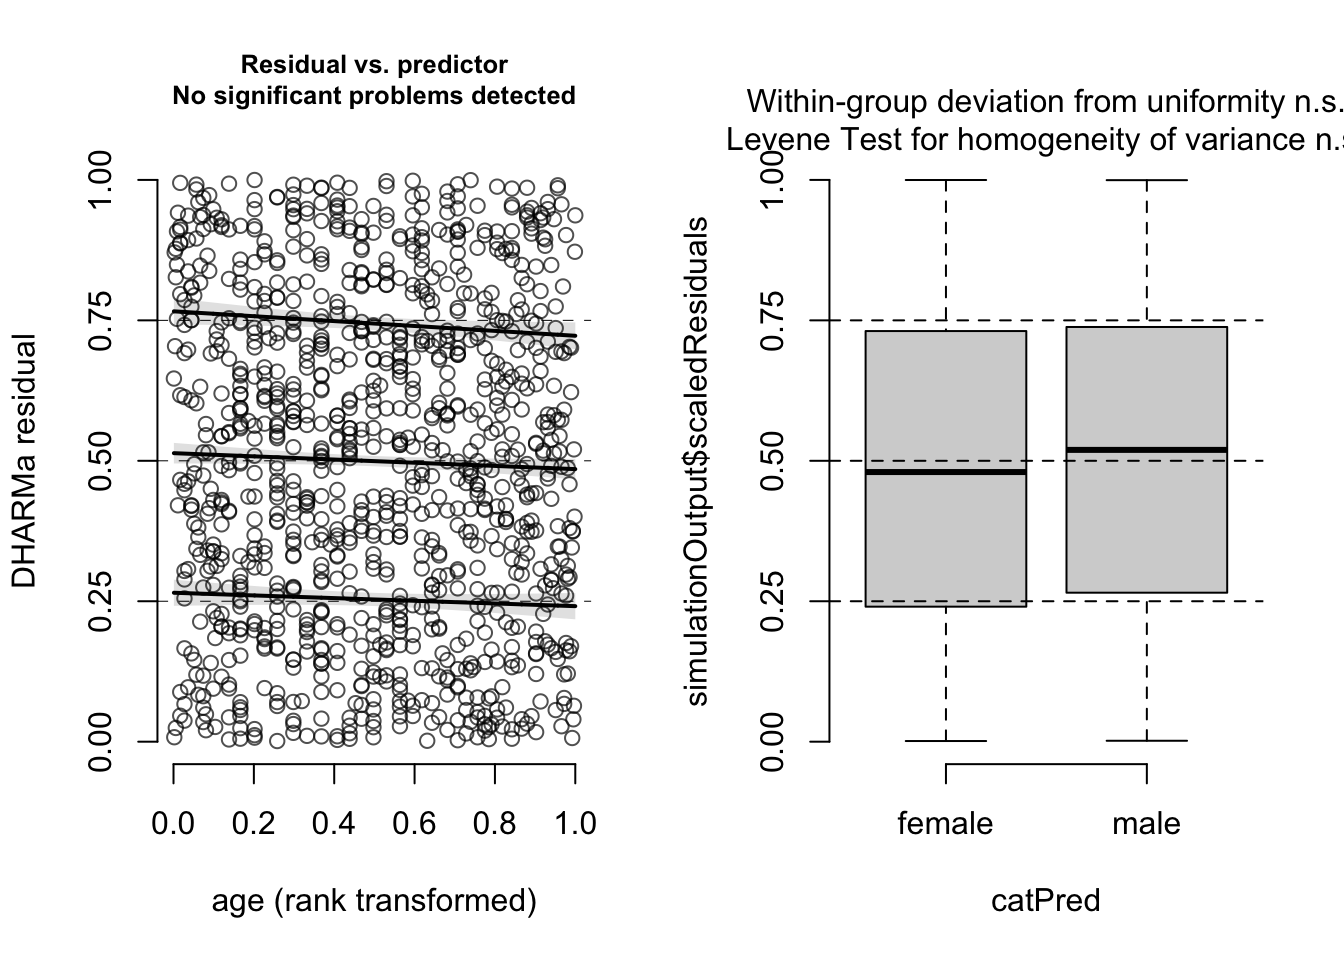 Residual vs. predictor
No significant problems detected
DHARMa residual
1.00
0.75
0.50
0.25
0.00
0.0 0.2 0.4 0.6 0.8 1.0
age (rank transformed)
Within-group deviation from uniformity n.s.
Levene Test for homogeneity of variance n.s
simulationOutput$scaledResiduals
1.00
0.75
0.50
0.25
0.00
female male
catPred